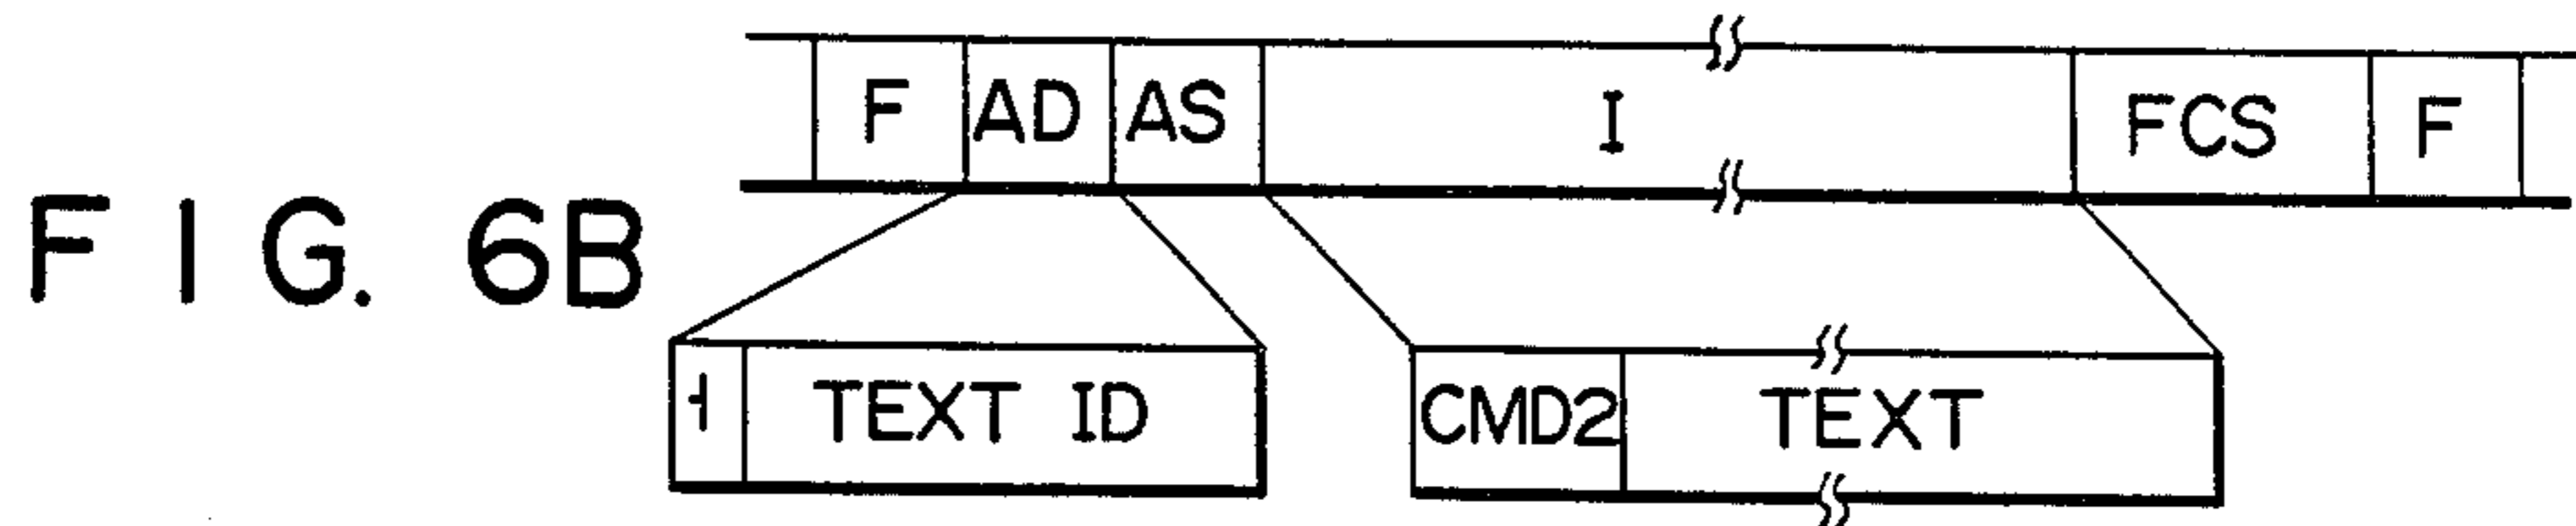 F AD AS I FCS F
FIG. 6B
1 TEXT ID CMD2 TEXT